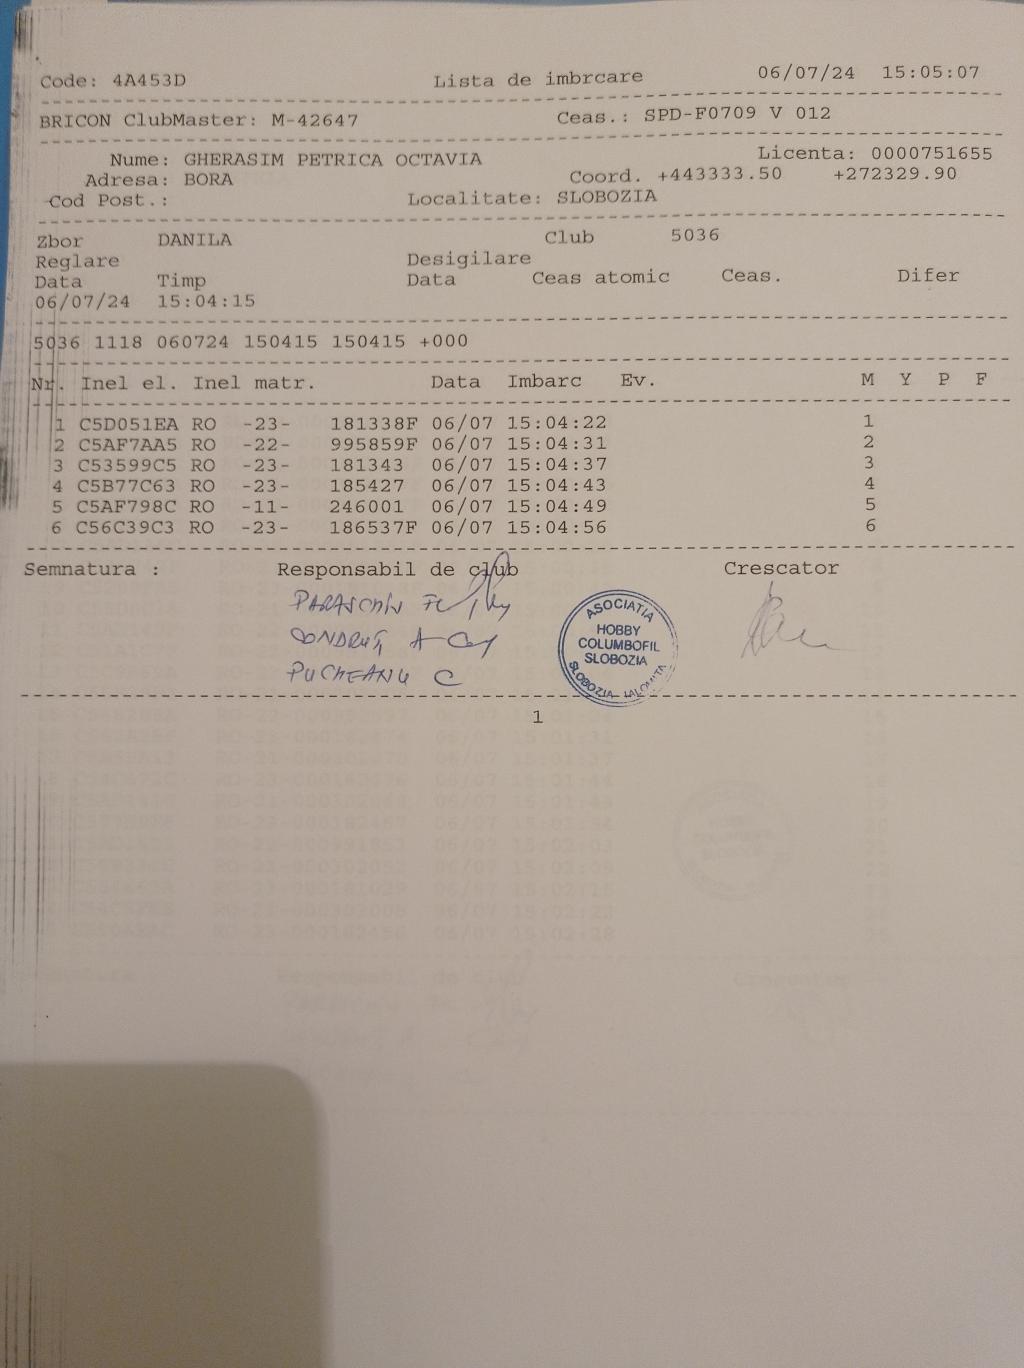 Code: 4A453D Lista de imbrcare 06/07/24 15:05:07
BRICON ClubMaster: M-42647 Ceas.: SPD-F0709 V 012
Nume: GHERASIM PETRICA OCTAVIA Licenta: 0000751655
Adresa: BORA Coord. +443333.50 +272329.90
Cod Post.: Localitate: SLOBOZIA
Zbor DANILA Club 5036
Reglare Desigilare
Data Timp Data Ceas atomic Ceas. Difer
06/07/24 15:04:15
5036 1118 060724 150415 150415 +000
Nr. Inel el. Inel matr. Data Imbarc Ev. M Y P F
1 C5D051EA RO -23- 181338F 06/07 15:04:22 1
2 C5AF7AA5 RO -22- 995859F 06/07 15:04:31 2
3 C53599C5 RO -23- 181343 06/07 15:04:37 3
4 C5B77C63 RO -23- 185427 06/07 15:04:43 4
5 C5AF798C RO -11- 246001 06/07 15:04:49 5
6 C56C39C3 RO -23- 186537F 06/07 15:04:56 6
Semnatura : Responsabil de club Crescator
PARASCHIV
CONDRUȚ A
PUCHEANU C
ASOCIATIA
HOBBY
COLUMBOFIL
SLOBOZIA
SLOBOZIA IALOMITA
1